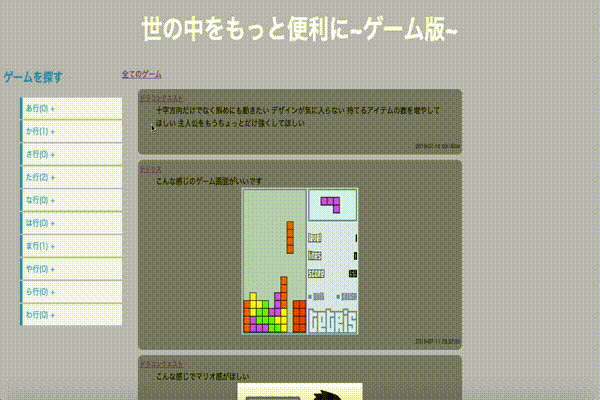 世の中をもっと便利に~ゲーム版~
ゲームを探す
全てのゲーム
あ行(0) +
か行(1) +
さ行(0) +
た行(2) +
な行(0) +
は行(0) +
ま行(1) +
や行(0) +
ら行(0) +
わ行(0) +
ドラゴンクエスト
十字方向だけでなく斜めにも動きたい デザインが気に入らない 持てるアイテムの数を増やして
ほしい 主人公をもうちょっとだけ強くしてほしい
テトリス
こんな感じのゲーム画面がいいです
level
lines
score
tetris
ドラゴンクエスト
こんな感じでマリオ感がほしい